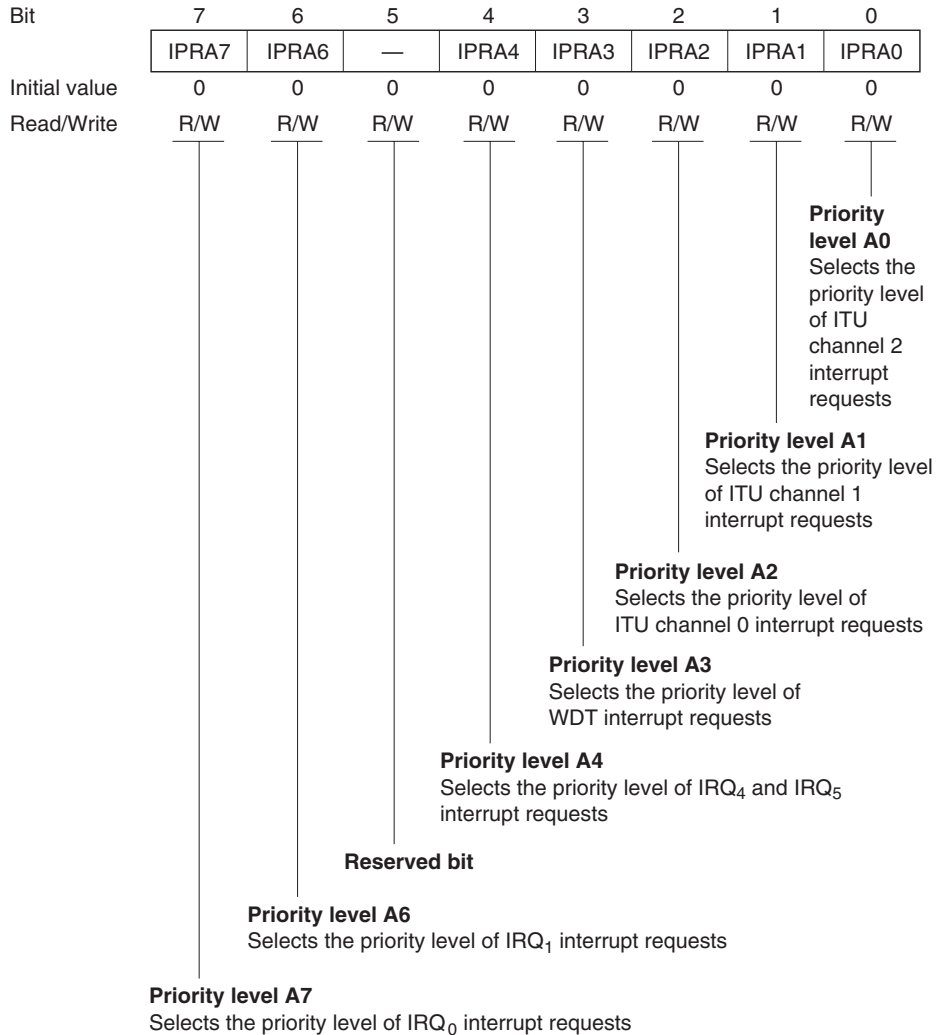 Bit 7 6 5 4 3 2 1 0
IPRA7 IPRA6 — IPRA4 IPRA3 IPRA2 IPRA1 IPRA0
Initial value 0 0 0 0 0 0 0 0
Read/Write R/W R/W R/W R/W R/W R/W R/W R/W
Priority
level A0
Selects the
priority level
of ITU
channel 2
interrupt
requests
Priority level A1
Selects the priority level
of ITU channel 1
interrupt requests
Priority level A2
Selects the priority level of
ITU channel 0 interrupt requests
Priority level A3
Selects the priority level of
WDT interrupt requests
Priority level A4
Selects the priority level of IRQ4 and IRQ5
interrupt requests
Reserved bit
Priority level A6
Selects the priority level of IRQ1 interrupt requests
Priority level A7
Selects the priority level of IRQ0 interrupt requests